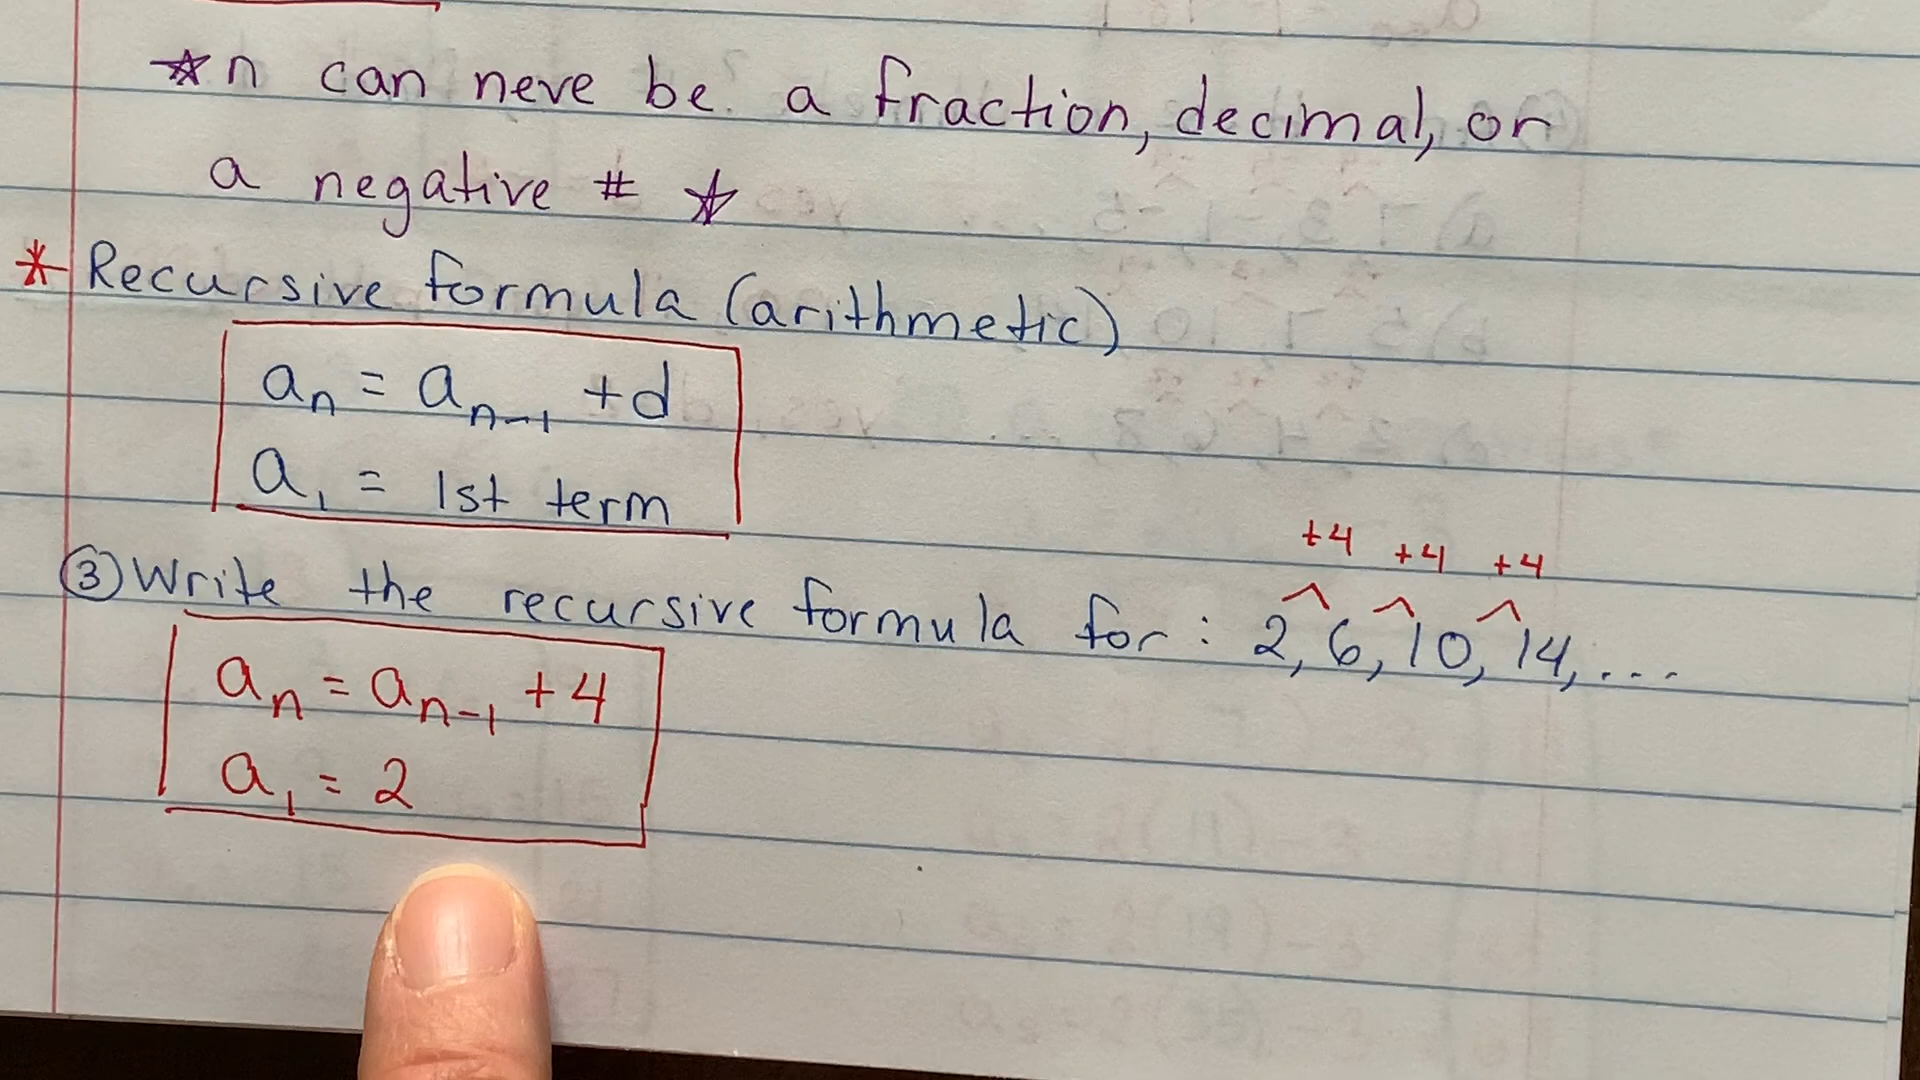 ☆n can neve be a fraction, decimal, or
a negative # ☆
* Recursive formula (arithmetic)
aₙ = aₙ₋₁ + d
a₁ = 1st term
+4 +4 +4
③ Write the recursive formula for: 2, 6, 10, 14, ...
aₙ = aₙ₋₁ + 4
a₁ = 2